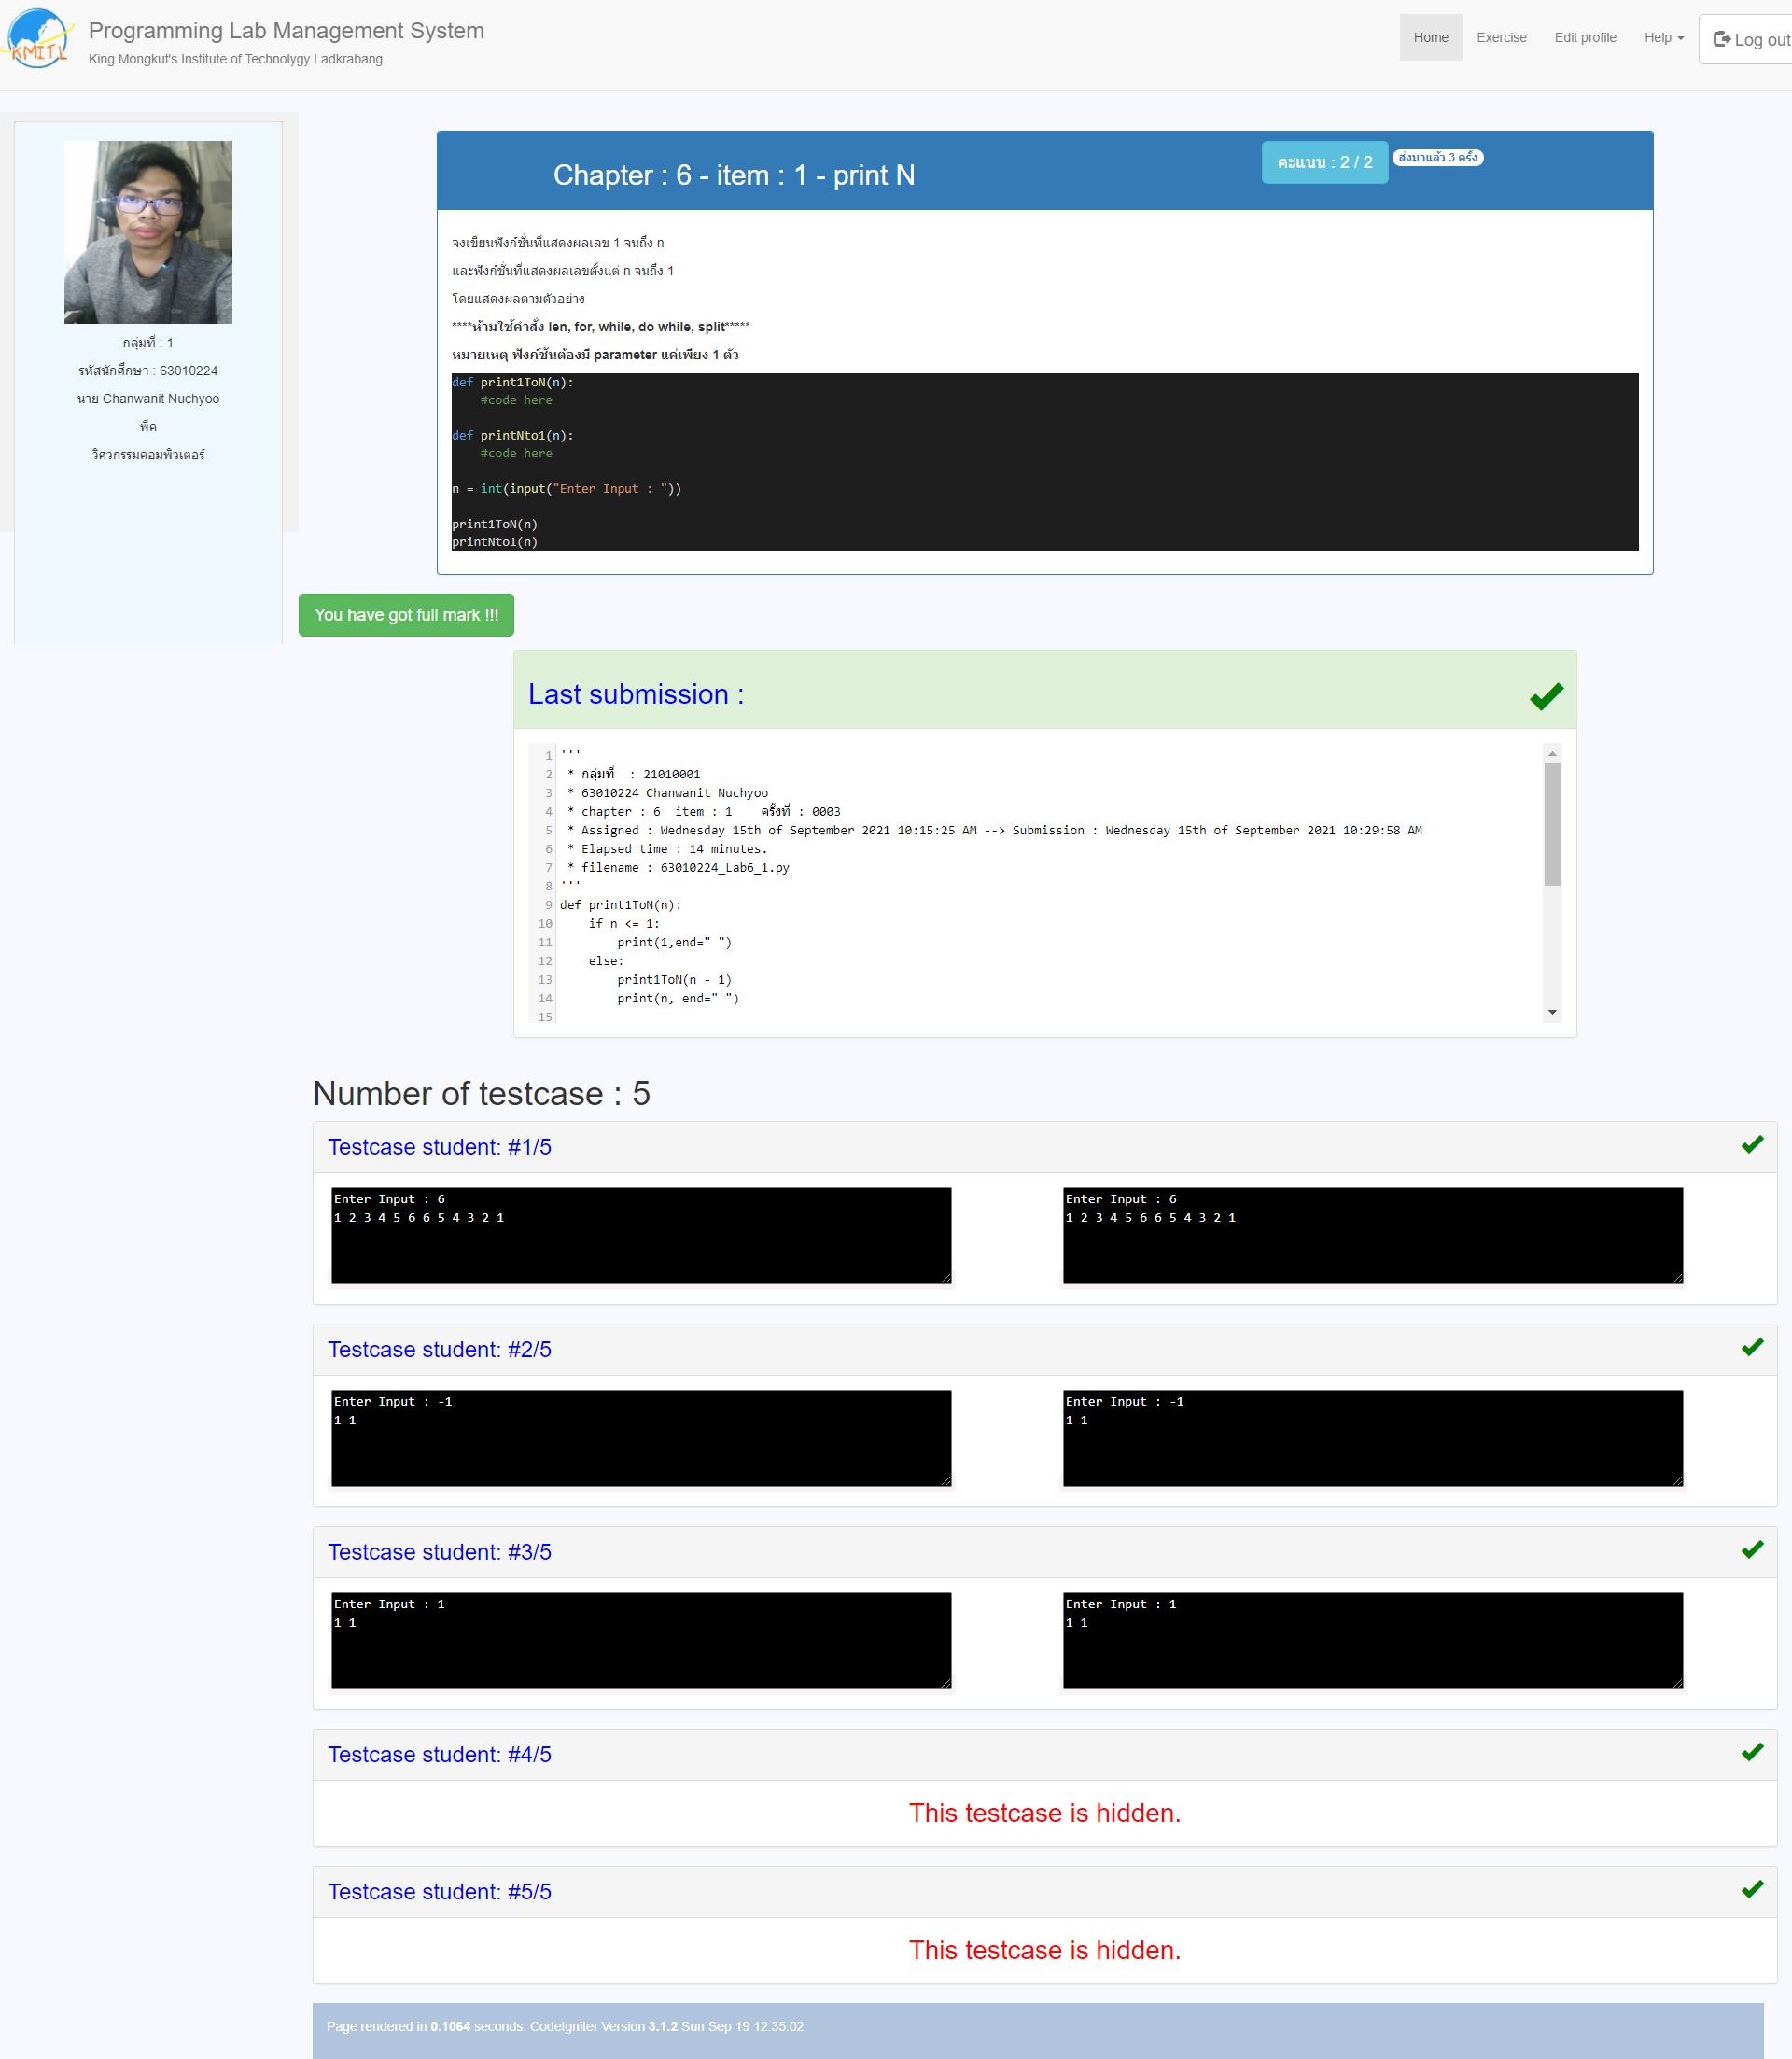 KMITL
Programming Lab Management System
King Mongkut's Institute of Technolygy Ladkrabang
Home Exercise Edit profile Help Log out
กลุ่มที่ : 1
รหัสนักศึกษา : 63010224
นาย Chanwanit Nuchyoo
พีค
วิศวกรรมคอมพิวเตอร์
Chapter : 6 - item : 1 - print N
คะแนน : 2 / 2 ส่งมาแล้ว 3 ครั้ง
จงเขียนฟังก์ชั่นที่แสดงผลเลข 1 จนถึง n
และฟังก์ชั่นที่แสดงผลเลขตั้งแต่ n จนถึง 1
โดยแสดงผลตามตัวอย่าง
****ห้ามใช้คำสั่ง len, for, while, do while, split*****
หมายเหตุ ฟังก์ชันต้องมี parameter แค่เพียง 1 ตัว
def print1ToN(n):
    #code here
def printNto1(n):
    #code here
n = int(input("Enter Input : "))
print1ToN(n)
printNto1(n)
You have got full mark !!!
Last submission :
1 '''
2  * กลุ่มที่  : 21010001
3  * 63010224 Chanwanit Nuchyoo
4  * chapter : 6  item : 1    ครั้งที่ : 0003
5  * Assigned : Wednesday 15th of September 2021 10:15:25 AM --> Submission : Wednesday 15th of September 2021 10:29:58 AM
6  * Elapsed time : 14 minutes.
7  * filename : 63010224_Lab6_1.py
8 '''
9 def print1ToN(n):
10     if n <= 1:
11         print(1,end=" ")
12     else:
13         print1ToN(n - 1)
14         print(n, end=" ")
15
Number of testcase : 5
Testcase student: #1/5
Enter Input : 6
1 2 3 4 5 6 6 5 4 3 2 1
Enter Input : 6
1 2 3 4 5 6 6 5 4 3 2 1
Testcase student: #2/5
Enter Input : -1
1 1
Enter Input : -1
1 1
Testcase student: #3/5
Enter Input : 1
1 1
Enter Input : 1
1 1
Testcase student: #4/5
This testcase is hidden.
Testcase student: #5/5
This testcase is hidden.
Page rendered in 0.1064 seconds. CodeIgniter Version 3.1.2 Sun Sep 19 12:35:02